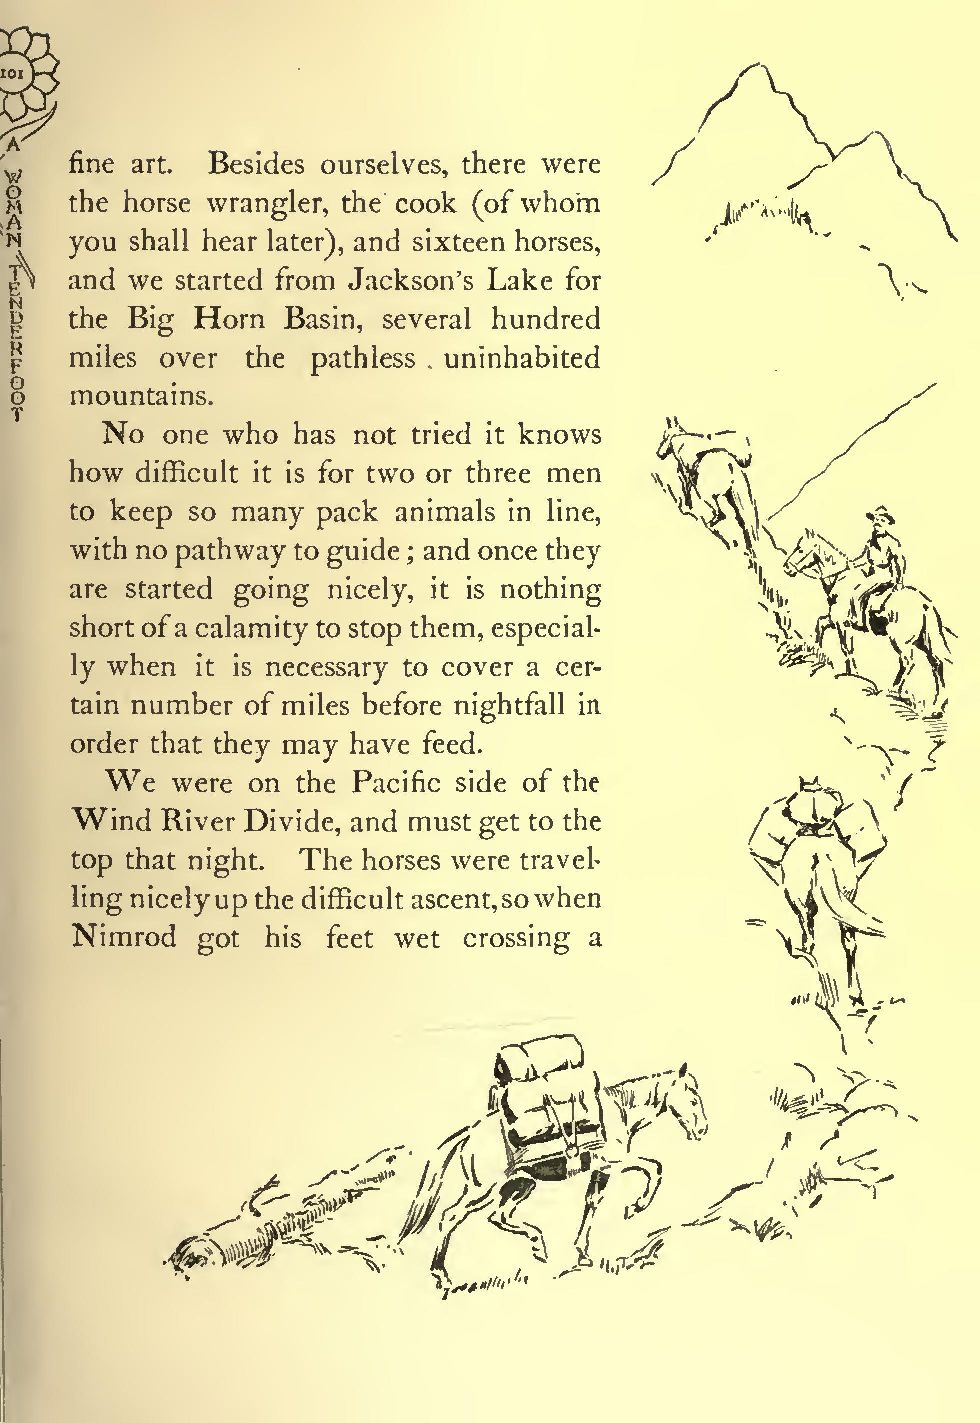 101
A WOMAN TENDERFOOT
fine art. Besides ourselves, there were
the horse wrangler, the cook (of whom
you shall hear later), and sixteen horses,
and we started from Jackson's Lake for
the Big Horn Basin, several hundred
miles over the pathless . uninhabited
mountains.
No one who has not tried it knows
how difficult it is for two or three men
to keep so many pack animals in line,
with no pathway to guide; and once they
are started going nicely, it is nothing
short of a calamity to stop them, especial-
ly when it is necessary to cover a cer-
tain number of miles before nightfall in
order that they may have feed.
We were on the Pacific side of the
Wind River Divide, and must get to the
top that night. The horses were travel-
ling nicely up the difficult ascent, so when
Nimrod got his feet wet crossing a